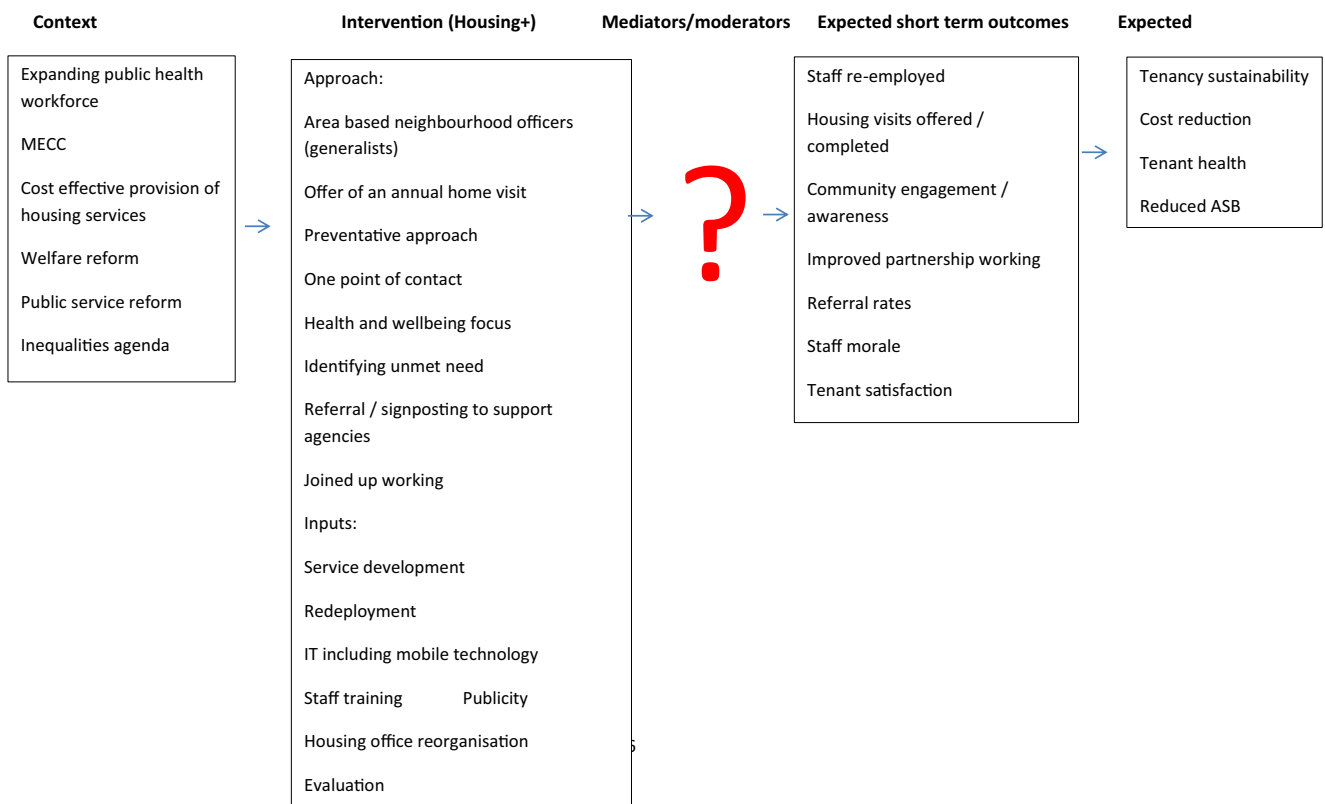 Context
Intervention (Housing+)
Mediators/moderators
Expected short term outcomes
Expected
Expanding public health
workforce
MECC
Cost effective provision of
housing services
Welfare reform
Public service reform
Inequalities agenda
Approach:
Area based neighbourhood officers
(generalists)
Offer of an annual home visit
Preventative approach
One point of contact
Health and wellbeing focus
Identifying unmet need
Referral / signposting to support
agencies
Joined up working
Inputs:
Service development
Redeployment
IT including mobile technology
Staff training Publicity
Housing office reorganisation
Evaluation
?
Staff re-employed
Housing visits offered /
completed
Community engagement /
awareness
Improved partnership working
Referral rates
Staff morale
Tenant satisfaction
Tenancy sustainability
Cost reduction
Tenant health
Reduced ASB